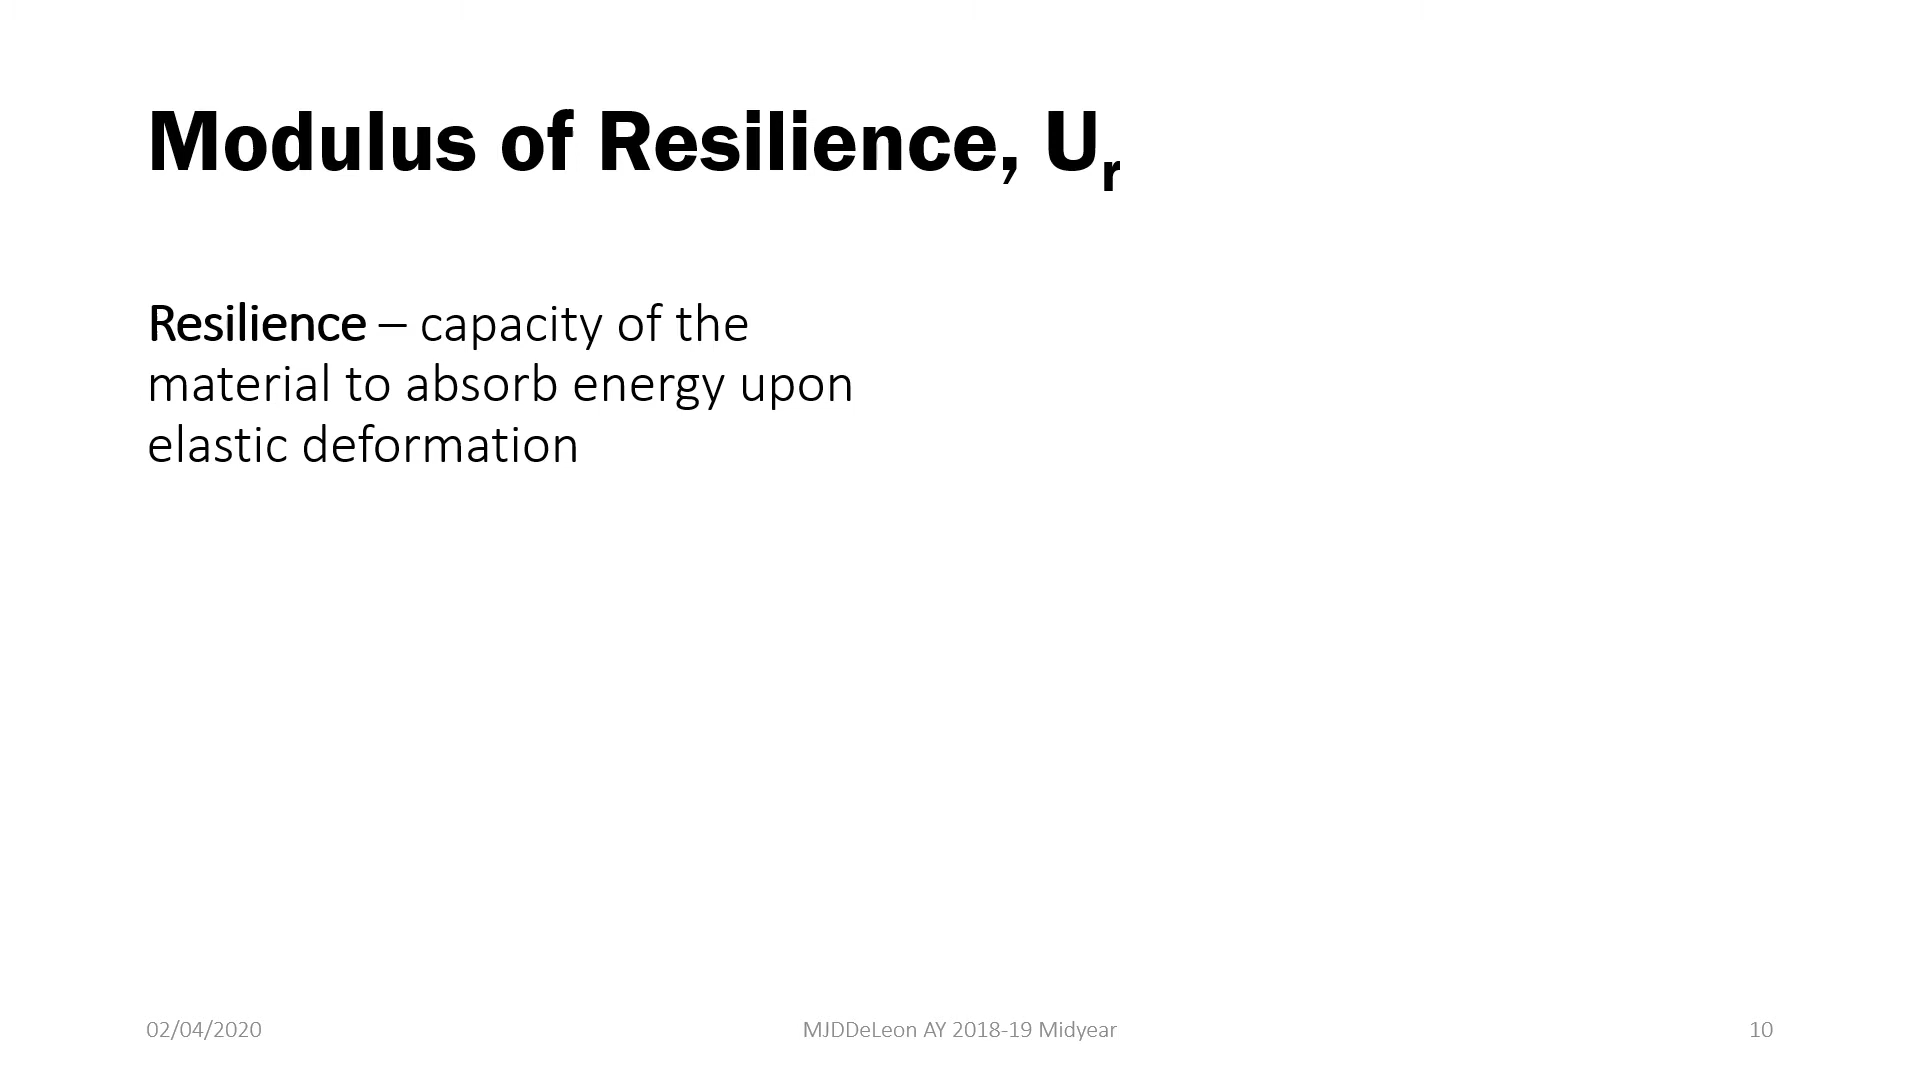 Modulus of Resilience, Ur
Resilience – capacity of the
material to absorb energy upon
elastic deformation
02/04/2020
MJDDeLeon AY 2018-19 Midyear
10